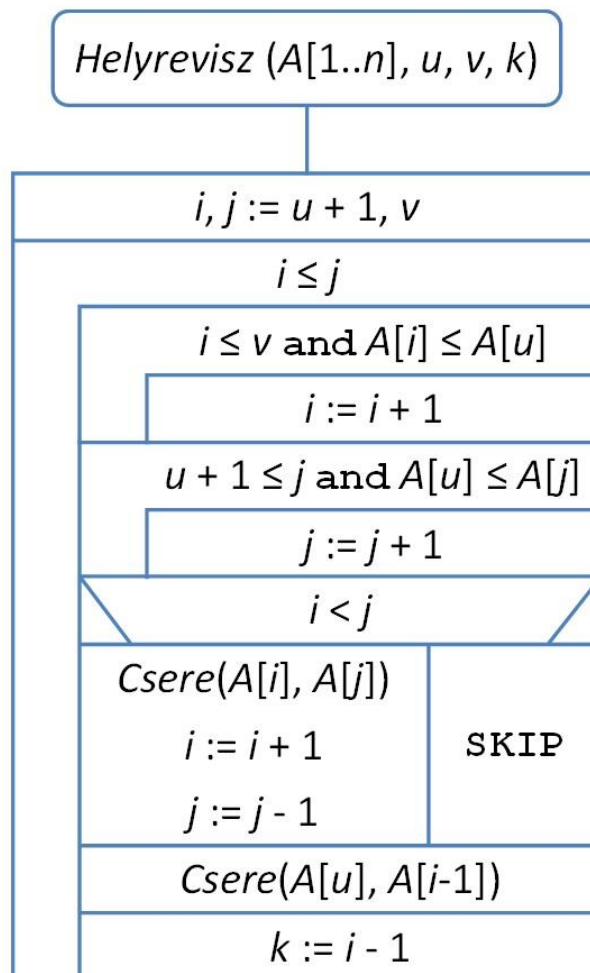 Helyrevisz (A[1..n], u, v, k)
i, j := u + 1, v
i ≤ j
i ≤ v and A[i] ≤ A[u]
i := i + 1
u + 1 ≤ j and A[u] ≤ A[j]
j := j + 1
i < j
Csere(A[i], A[j])
i := i + 1
j := j - 1
SKIP
Csere(A[u], A[i-1])
k := i - 1